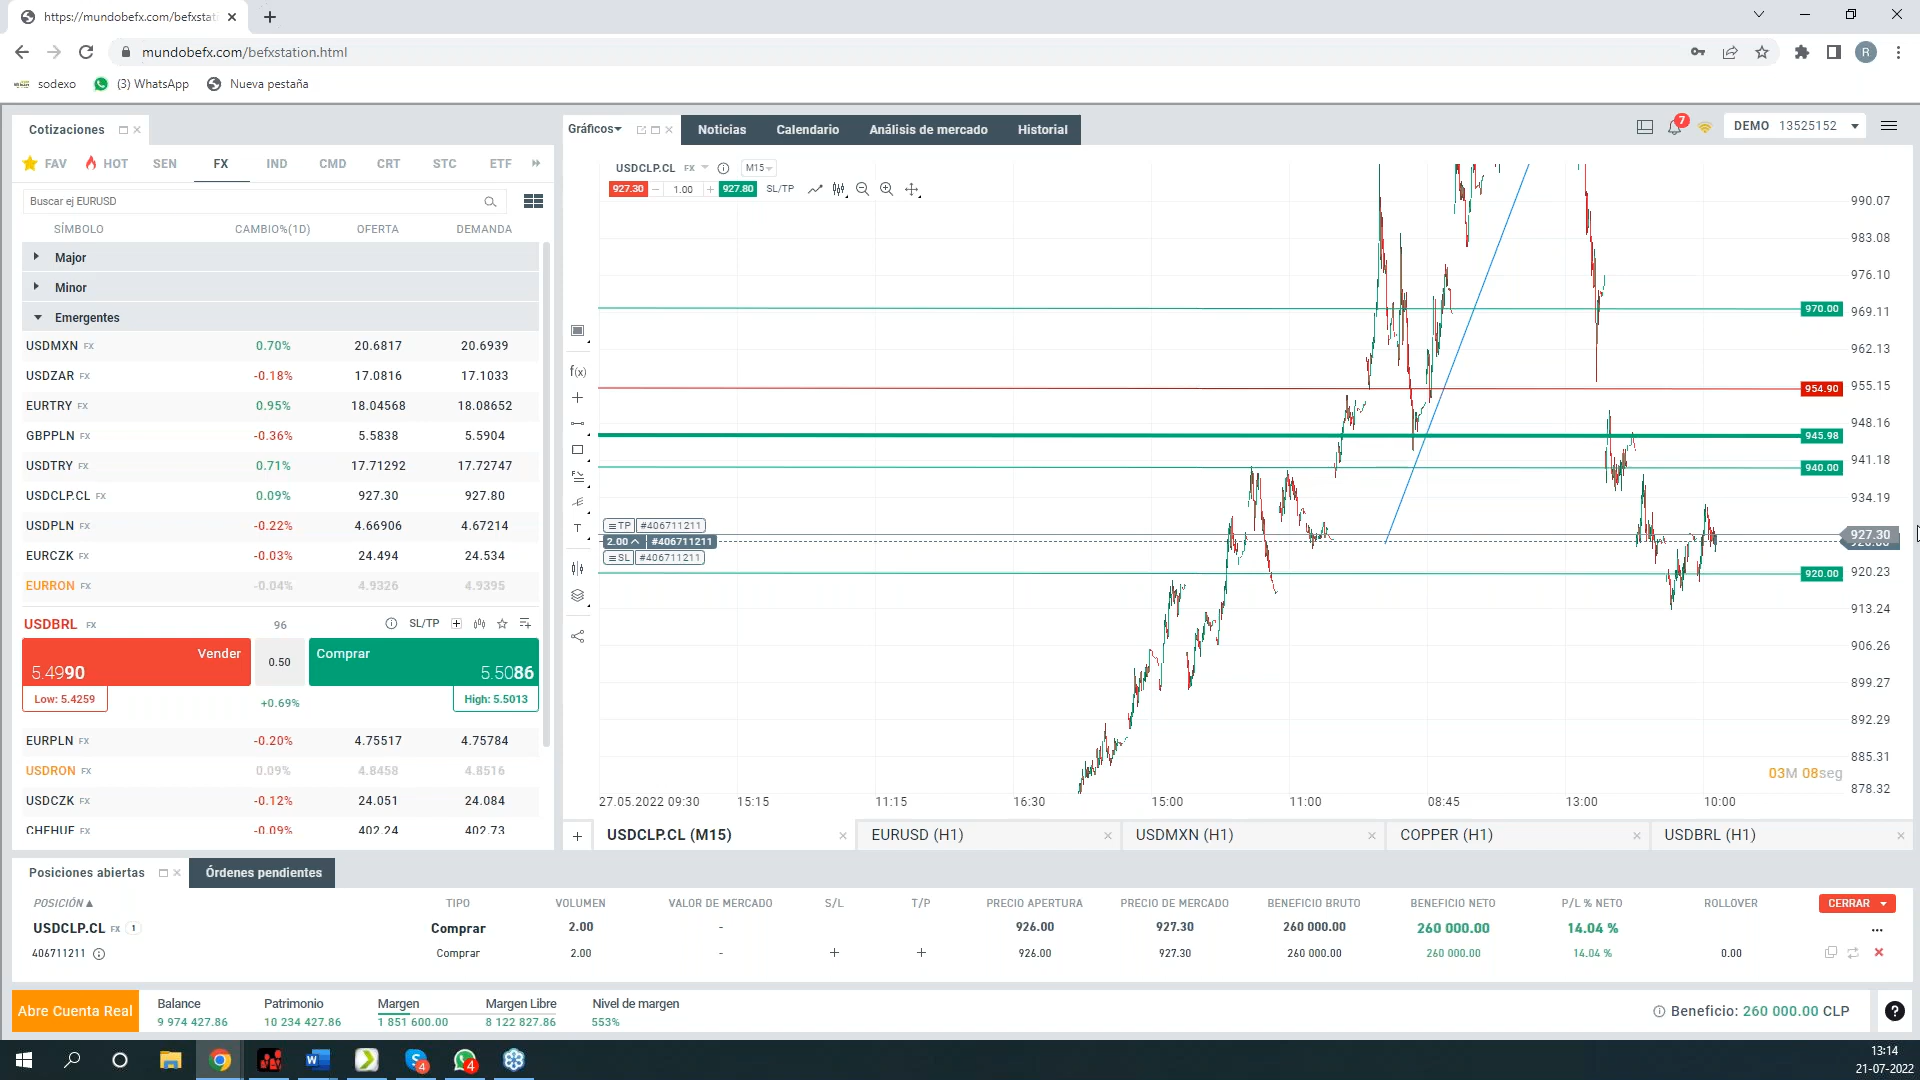 https://mundobefx.com/befxstati
mundobefx.com/befxstation.html
R
sodexo
(3) WhatsApp
Nueva pestaña
Cotizaciones
FAV HOT SEN FX IND CMD CRT STC ETF
Buscar ej EURUSD
SÍMBOLO CAMBIO%(1D) OFERTA DEMANDA
Major
Minor
Emergentes
USDMXN FX 0.70% 20.6817 20.6939
USDZAR FX -0.18% 17.0816 17.1033
EURTRY FX 0.95% 18.04568 18.08652
GBPPLN FX -0.36% 5.5838 5.5904
USDTRY FX 0.71% 17.71292 17.72747
USDCLP.CL FX 0.09% 927.30 927.80
USDPLN FX -0.22% 4.66906 4.67214
EURCZK FX -0.03% 24.494 24.534
EURRON FX -0.04% 4.9326 4.9395
USDBRL FX 96 SL/TP
Vender 0.50 Comprar
5.4990 5.5086
Low: 5.4259 +0.69% High: 5.5013
EURPLN FX -0.20% 4.75517 4.75784
USDRON FX 0.09% 4.8458 4.8516
USDCZK FX -0.12% 24.051 24.084
CHFHUF FX -0.09% 402.24 402.73
Gráficos Noticias Calendario Análisis de mercado Historial
7 DEMO 13525152
USDCLP.CL FX M15
927.30 1.00 927.80 SL/TP
f(x)
T
TP #406711211
2.00 #406711211
SL #406711211
990.07
983.08
976.10
970.00 969.11
962.13
954.90 955.15
948.16
945.98
941.18
940.00
934.19
927.30
920.00 920.23
913.24
906.26
899.27
892.29
885.31
03M 08seg
878.32
27.05.2022 09:30 15:15 11:15 16:30 15:00 11:00 08:45 13:00 10:00
USDCLP.CL (M15) EURUSD (H1) USDMXN (H1) COPPER (H1) USDBRL (H1)
Posiciones abiertas Órdenes pendientes
POSICIÓN TIPO VOLUMEN VALOR DE MERCADO S/L T/P PRECIO APERTURA PRECIO DE MERCADO BENEFICIO BRUTO BENEFICIO NETO P/L % NETO ROLLOVER CERRAR
USDCLP.CL FX 1 Comprar 2.00 - 926.00 927.30 260 000.00 260 000.00 14.04 % ...
406711211 Comprar 2.00 - + + 926.00 927.30 260 000.00 260 000.00 14.04 % 0.00
Abre Cuenta Real
Balance Patrimonio Margen Margen Libre Nivel de margen
9 974 427.86 10 234 427.86 1 851 600.00 8 122 827.86 553%
Beneficio: 260 000.00 CLP
4 4
13:14
21-07-2022